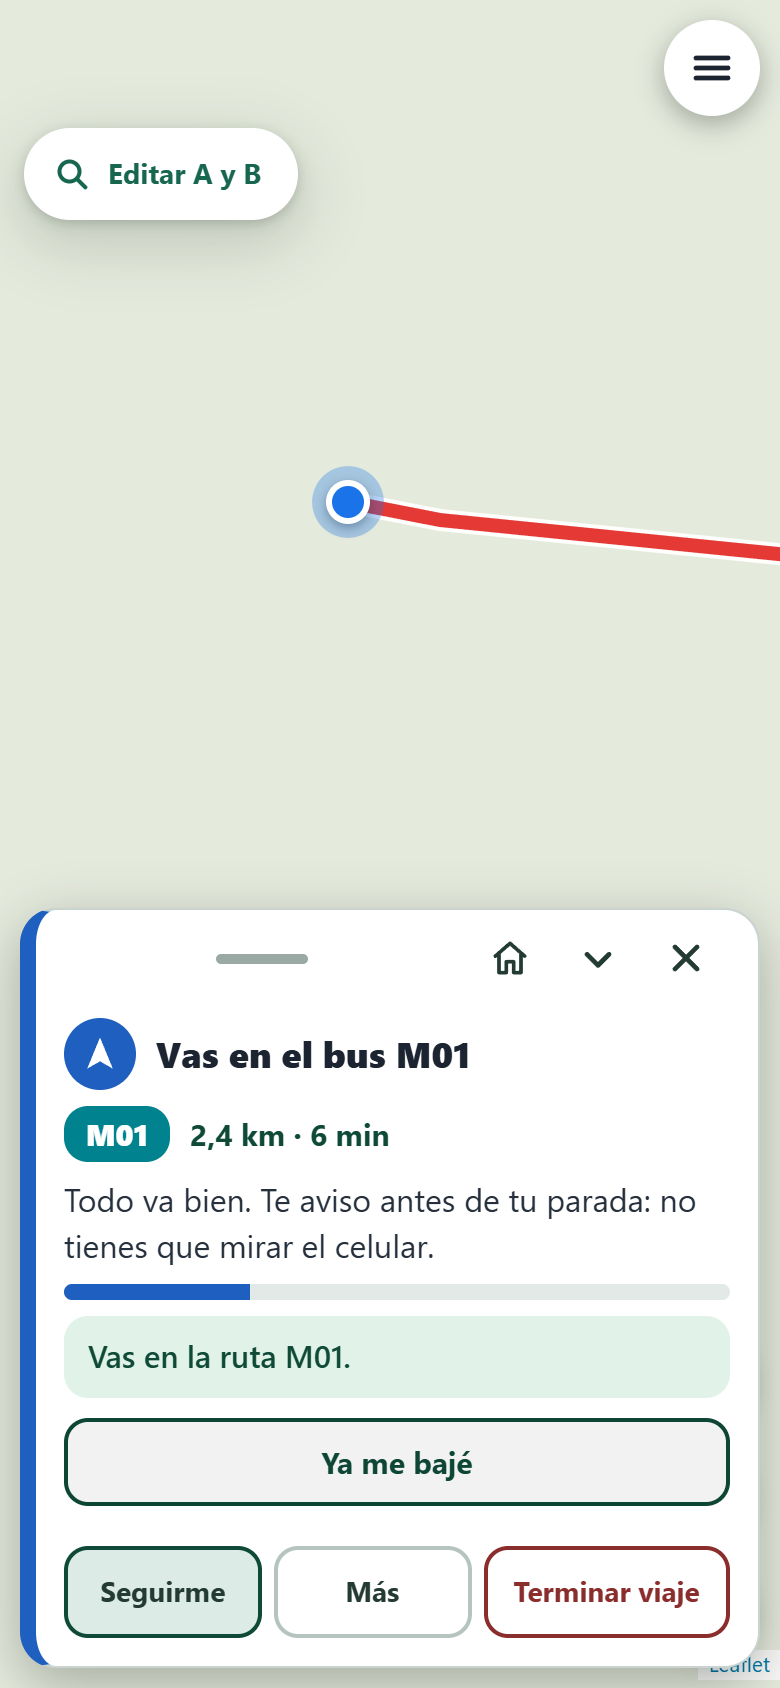 Editar A y B
Vas en el bus M01
M01 2,4 km · 6 min
Todo va bien. Te aviso antes de tu parada: no
tienes que mirar el celular.
Vas en la ruta M01.
Ya me bajé
Seguirme Más Terminar viaje
Leaflet